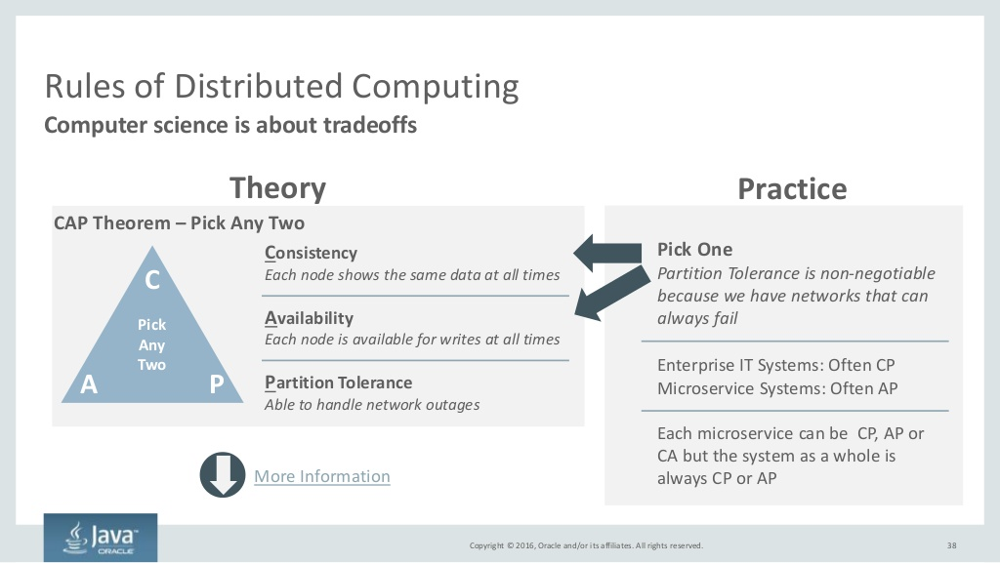 Rules of Distributed Computing
Computer science is about tradeoffs
Theory
CAP Theorem – Pick Any Two
C
Pick
Any
Two
A
P
Consistency
Each node shows the same data at all times
Availability
Each node is available for writes at all times
Partition Tolerance
Able to handle network outages
More Information
Practice
Pick One
Partition Tolerance is non-negotiable
because we have networks that can
always fail
Enterprise IT Systems: Often CP
Microservice Systems: Often AP
Each microservice can be  CP, AP or
CA but the system as a whole is
always CP or AP
Java™
ORACLE
Copyright © 2016, Oracle and/or its affiliates. All rights reserved.
38